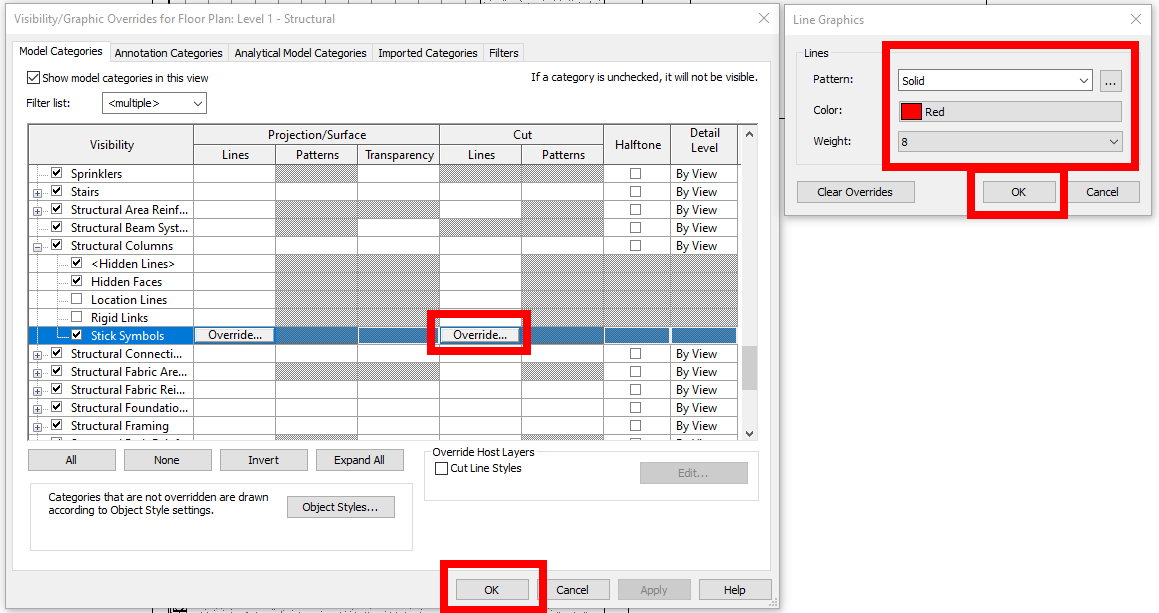 Visibility/Graphic Overrides for Floor Plan: Level 1 - Structural
Model Categories Annotation Categories Analytical Model Categories Imported Categories Filters
Show model categories in this view If a category is unchecked, it will not be visible.
Filter list: <multiple>
Visibility Projection/Surface Cut Halftone Detail Level
Lines Patterns Transparency Lines Patterns
Sprinklers By View
Stairs By View
Structural Area Reinf... By View
Structural Beam Syst... By View
Structural Columns By View
<Hidden Lines>
Hidden Faces
Location Lines
Rigid Links
Stick Symbols Override... Override...
Structural Connecti... By View
Structural Fabric Are... By View
Structural Fabric Rei... By View
Structural Foundatio... By View
Structural Framing By View
All None Invert Expand All
Override Host Layers
Cut Line Styles Edit...
Categories that are not overridden are drawn
according to Object Style settings.
Object Styles...
OK Cancel Apply Help
Line Graphics
Lines
Pattern: Solid ...
Color: Red
Weight: 8
Clear Overrides OK Cancel